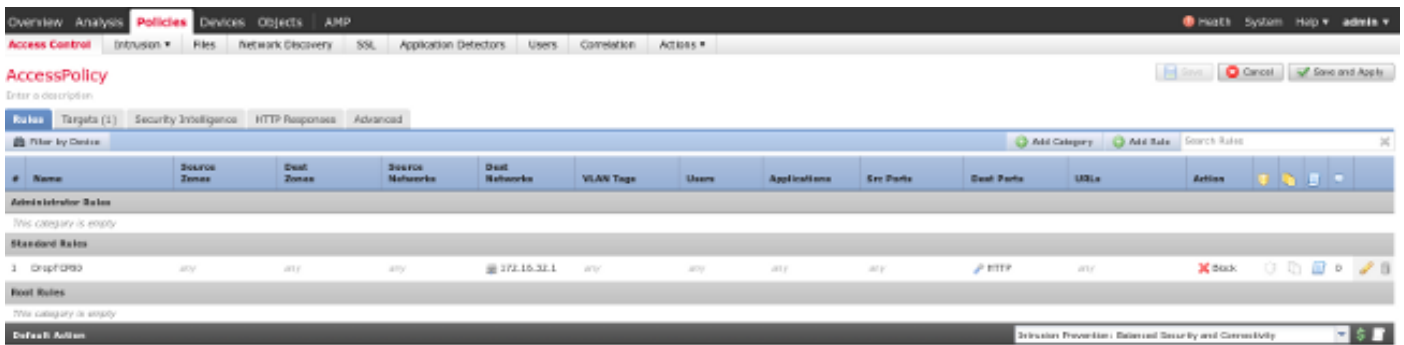 Overview Analysis Policies Devices Objects AMP Health System Help admin
Access Control Intrusion Files Network Discovery SSL Application Detectors Users Correlation Actions
AccessPolicy Save Cancel Save and Apply
Enter a description
Rules Targets (1) Security Intelligence HTTP Responses Advanced
Filter by Device Add Category Add Rule Search Rules
# Name Source Zones Dest Zones Source Networks Dest Networks VLAN Tags Users Applications Src Ports Dest Ports URLs Action
Administrator Rules
This category is empty
Standard Rules
1 DropTCP80 any any any 172.16.32.1 any any any any HTTP any Block 0
Root Rules
This category is empty
Default Action Intrusion Prevention: Balanced Security and Connectivity